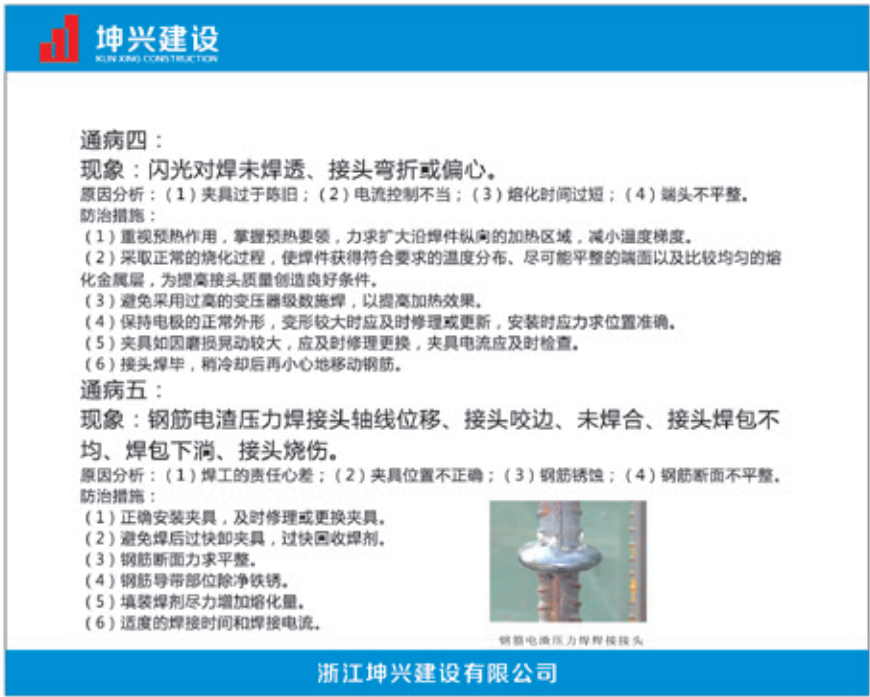 坤兴建设
KUN XING CONSTRUCTION
通病四：
现象：闪光对焊未焊透、接头弯折或偏心。
原因分析：（1）夹具过于陈旧；（2）电流控制不当；（3）熔化时间过短；（4）端头不平整。
防治措施：
（1）重视预热作用，掌握预热要领，力求扩大沿焊件纵向的加热区域，减小温度梯度。
（2）采取正常的烧化过程，使焊件获得符合要求的温度分布、尽可能平整的端面以及比较均匀的熔
化金属层，为提高接头质量创造良好条件。
（3）避免采用过高的变压器级数施焊，以提高加热效果。
（4）保持电极的正常外形，变形较大时应及时修理或更新，安装时应力求位置准确。
（5）夹具如因磨损晃动较大，应及时修理更换，夹具电流应及时检查。
（6）接头焊毕，稍冷却后再小心地移动钢筋。
通病五：
现象：钢筋电渣压力焊接头轴线位移、接头咬边、未焊合、接头焊包不
均、焊包下淌、接头烧伤。
原因分析：（1）焊工的责任心差；（2）夹具位置不正确；（3）钢筋锈蚀；（4）钢筋断面不平整。
防治措施：
（1）正确安装夹具，及时修理或更换夹具。
（2）避免焊后过快卸夹具，过快回收焊剂。
（3）钢筋断面力求平整。
（4）钢筋导带部位除净铁锈。
（5）填装焊剂尽力增加熔化量。
（6）适度的焊接时间和焊接电流。
钢筋电渣压力焊焊接接头
浙江坤兴建设有限公司